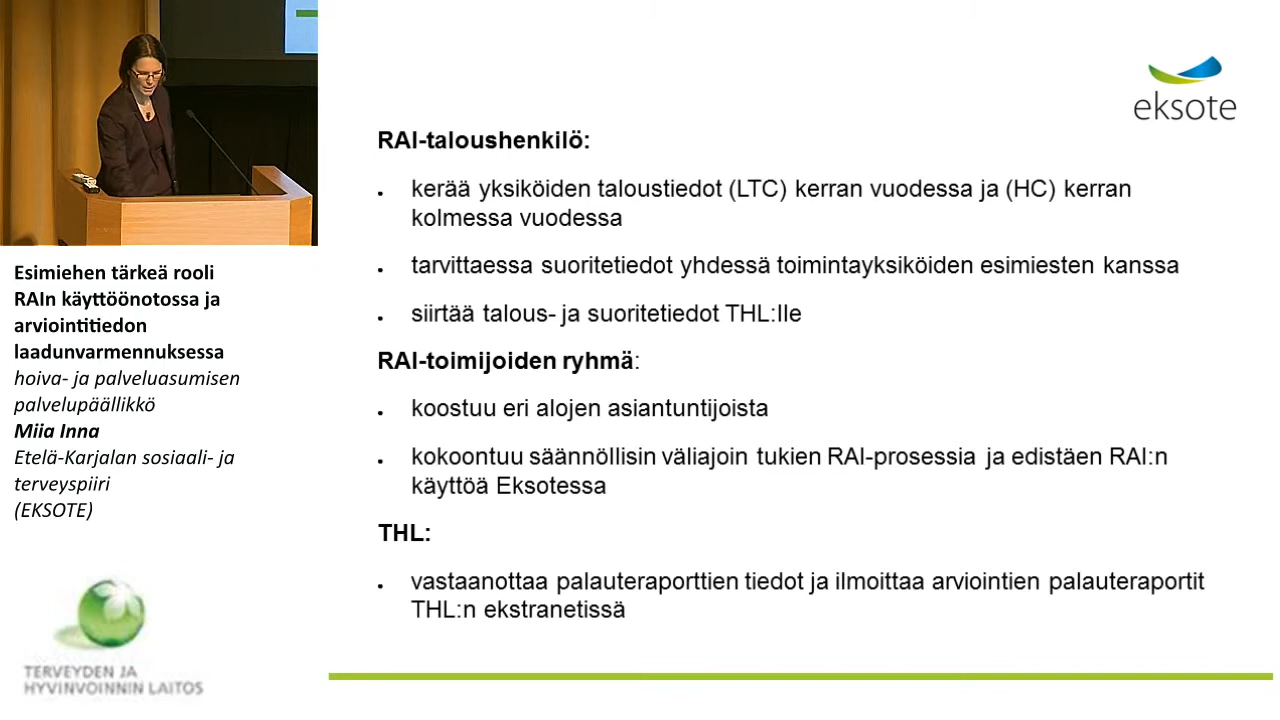 Esimiehen tärkeä rooli
RAIn käyttöönotossa ja
arviointitiedon
laadunvarmennuksessa
hoiva- ja palveluasumisen
palvelupäällikkö
Miia Inna
Etelä-Karjalan sosiaali- ja
terveyspiiri
(EKSOTE)
TERVEYDEN JA
HYVINVOINNIN LAITOS
eksote
RAI-taloushenkilö:
• kerää yksiköiden taloustiedot (LTC) kerran vuodessa ja (HC) kerran
kolmessa vuodessa
• tarvittaessa suoritetiedot yhdessä toimintayksiköiden esimiesten kanssa
• siirtää talous- ja suoritetiedot THL:lle
RAI-toimijoiden ryhmä:
• koostuu eri alojen asiantuntijoista
• kokoontuu säännöllisin väliajoin tukien RAI-prosessia ja edistäen RAI:n
käyttöä Eksotessa
THL:
• vastaanottaa palauteraporttien tiedot ja ilmoittaa arviointien palauteraportit
THL:n ekstranetissä